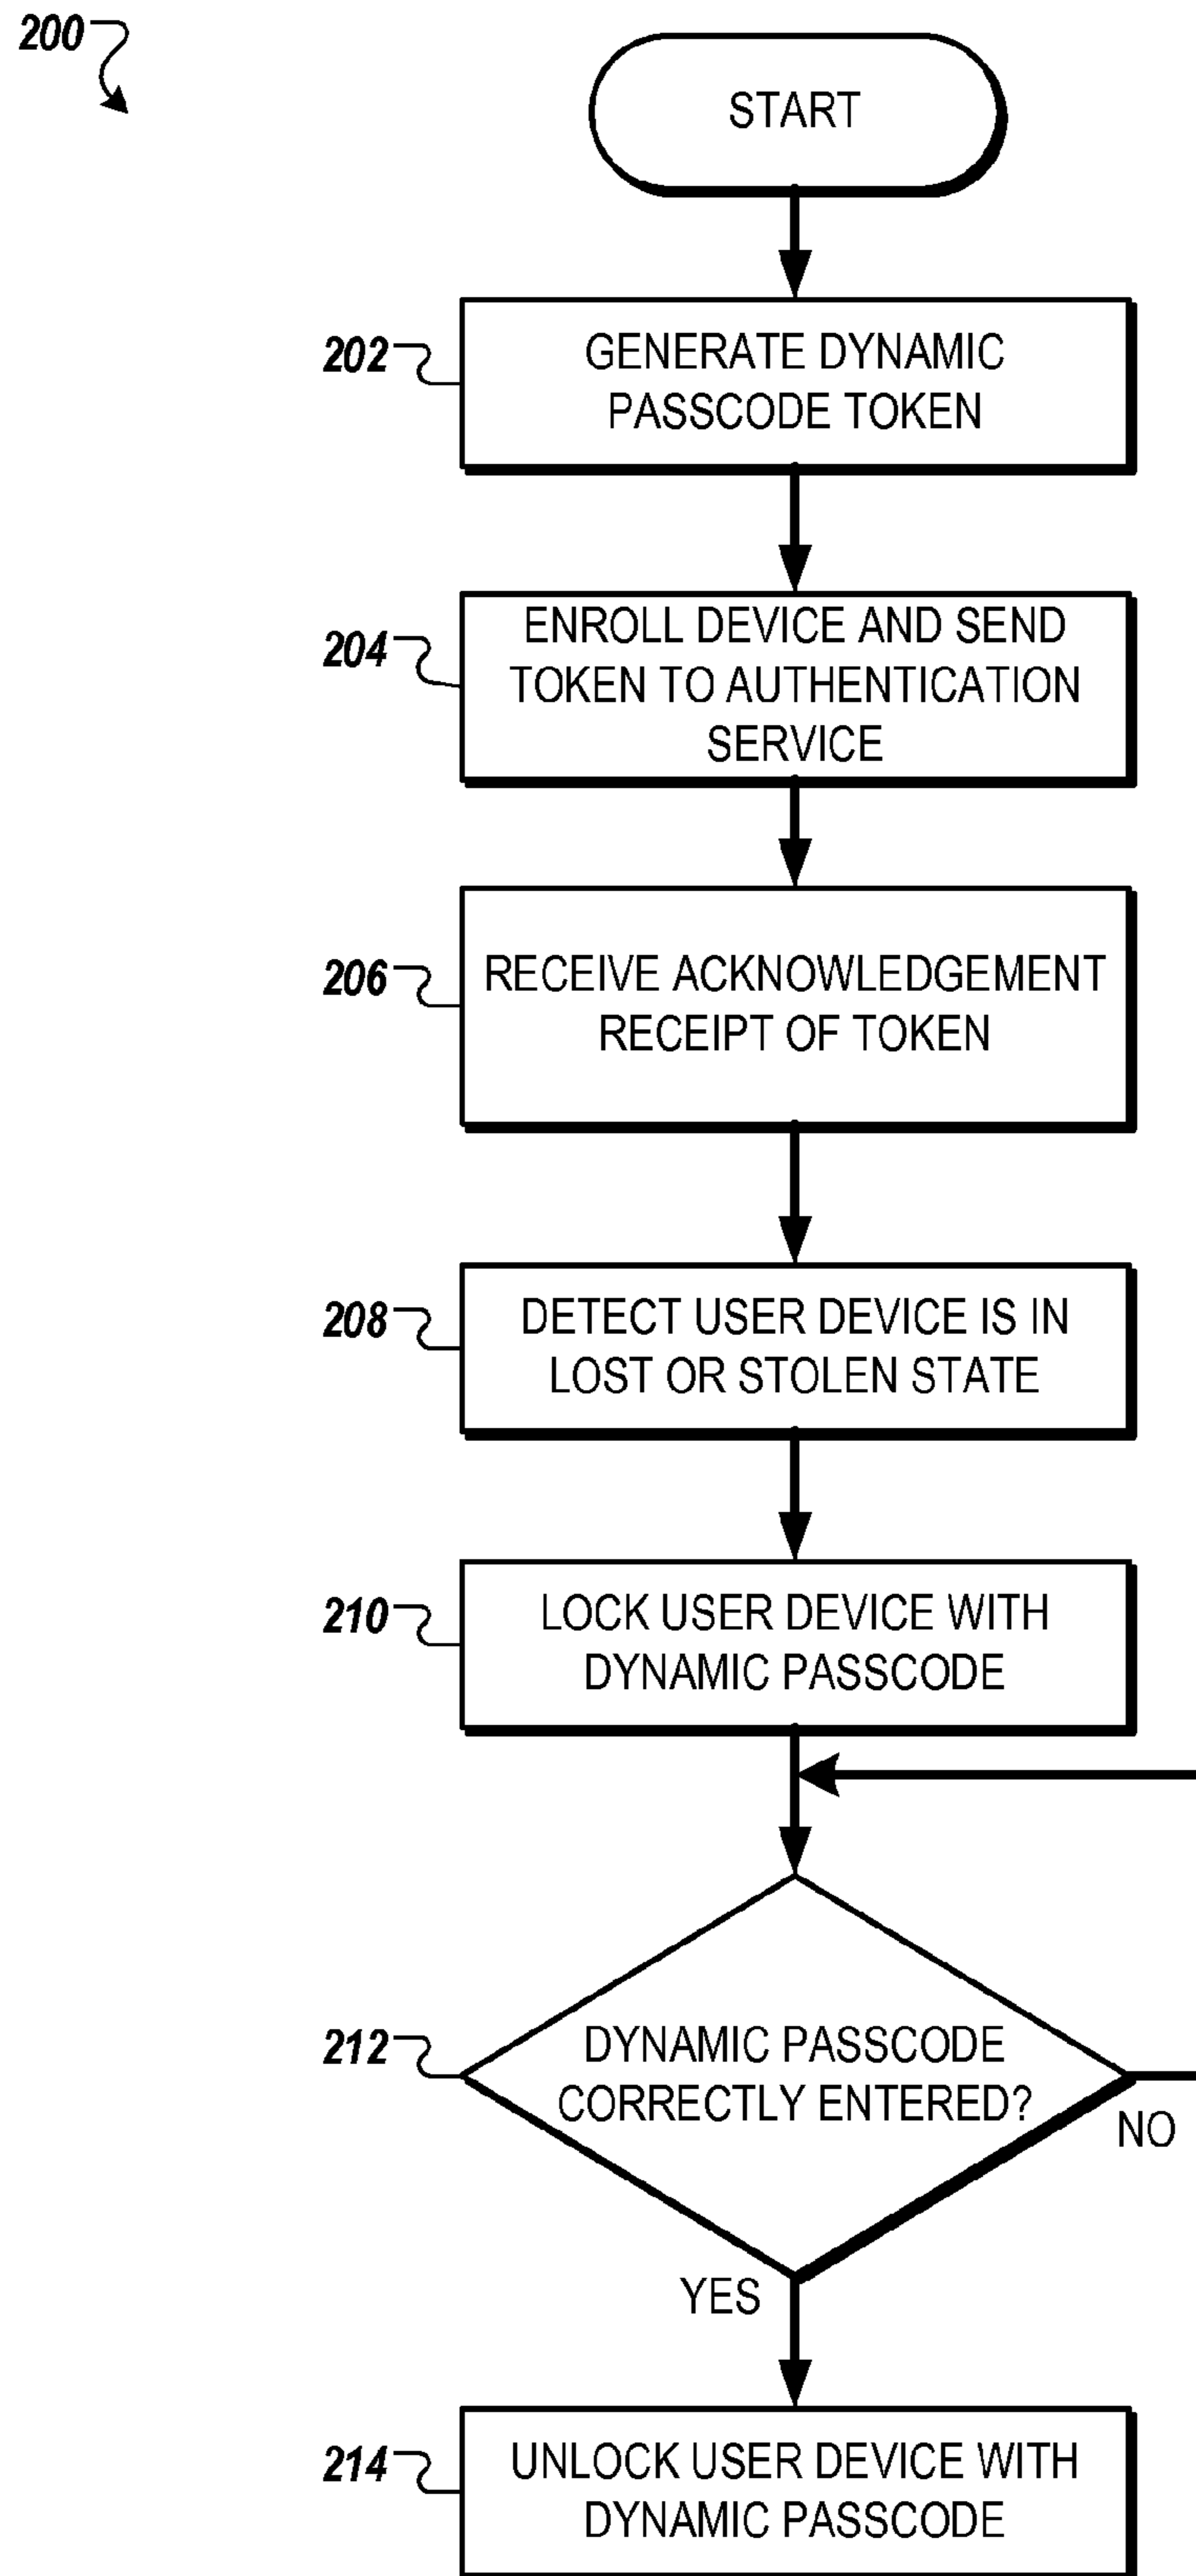 200
START
202
GENERATE DYNAMIC
PASSCODE TOKEN
204
ENROLL DEVICE AND SEND
TOKEN TO AUTHENTICATION
SERVICE
206
RECEIVE ACKNOWLEDGEMENT
RECEIPT OF TOKEN
208
DETECT USER DEVICE IS IN
LOST OR STOLEN STATE
210
LOCK USER DEVICE WITH
DYNAMIC PASSCODE
212
DYNAMIC PASSCODE
CORRECTLY ENTERED?
NO
YES
214
UNLOCK USER DEVICE WITH
DYNAMIC PASSCODE